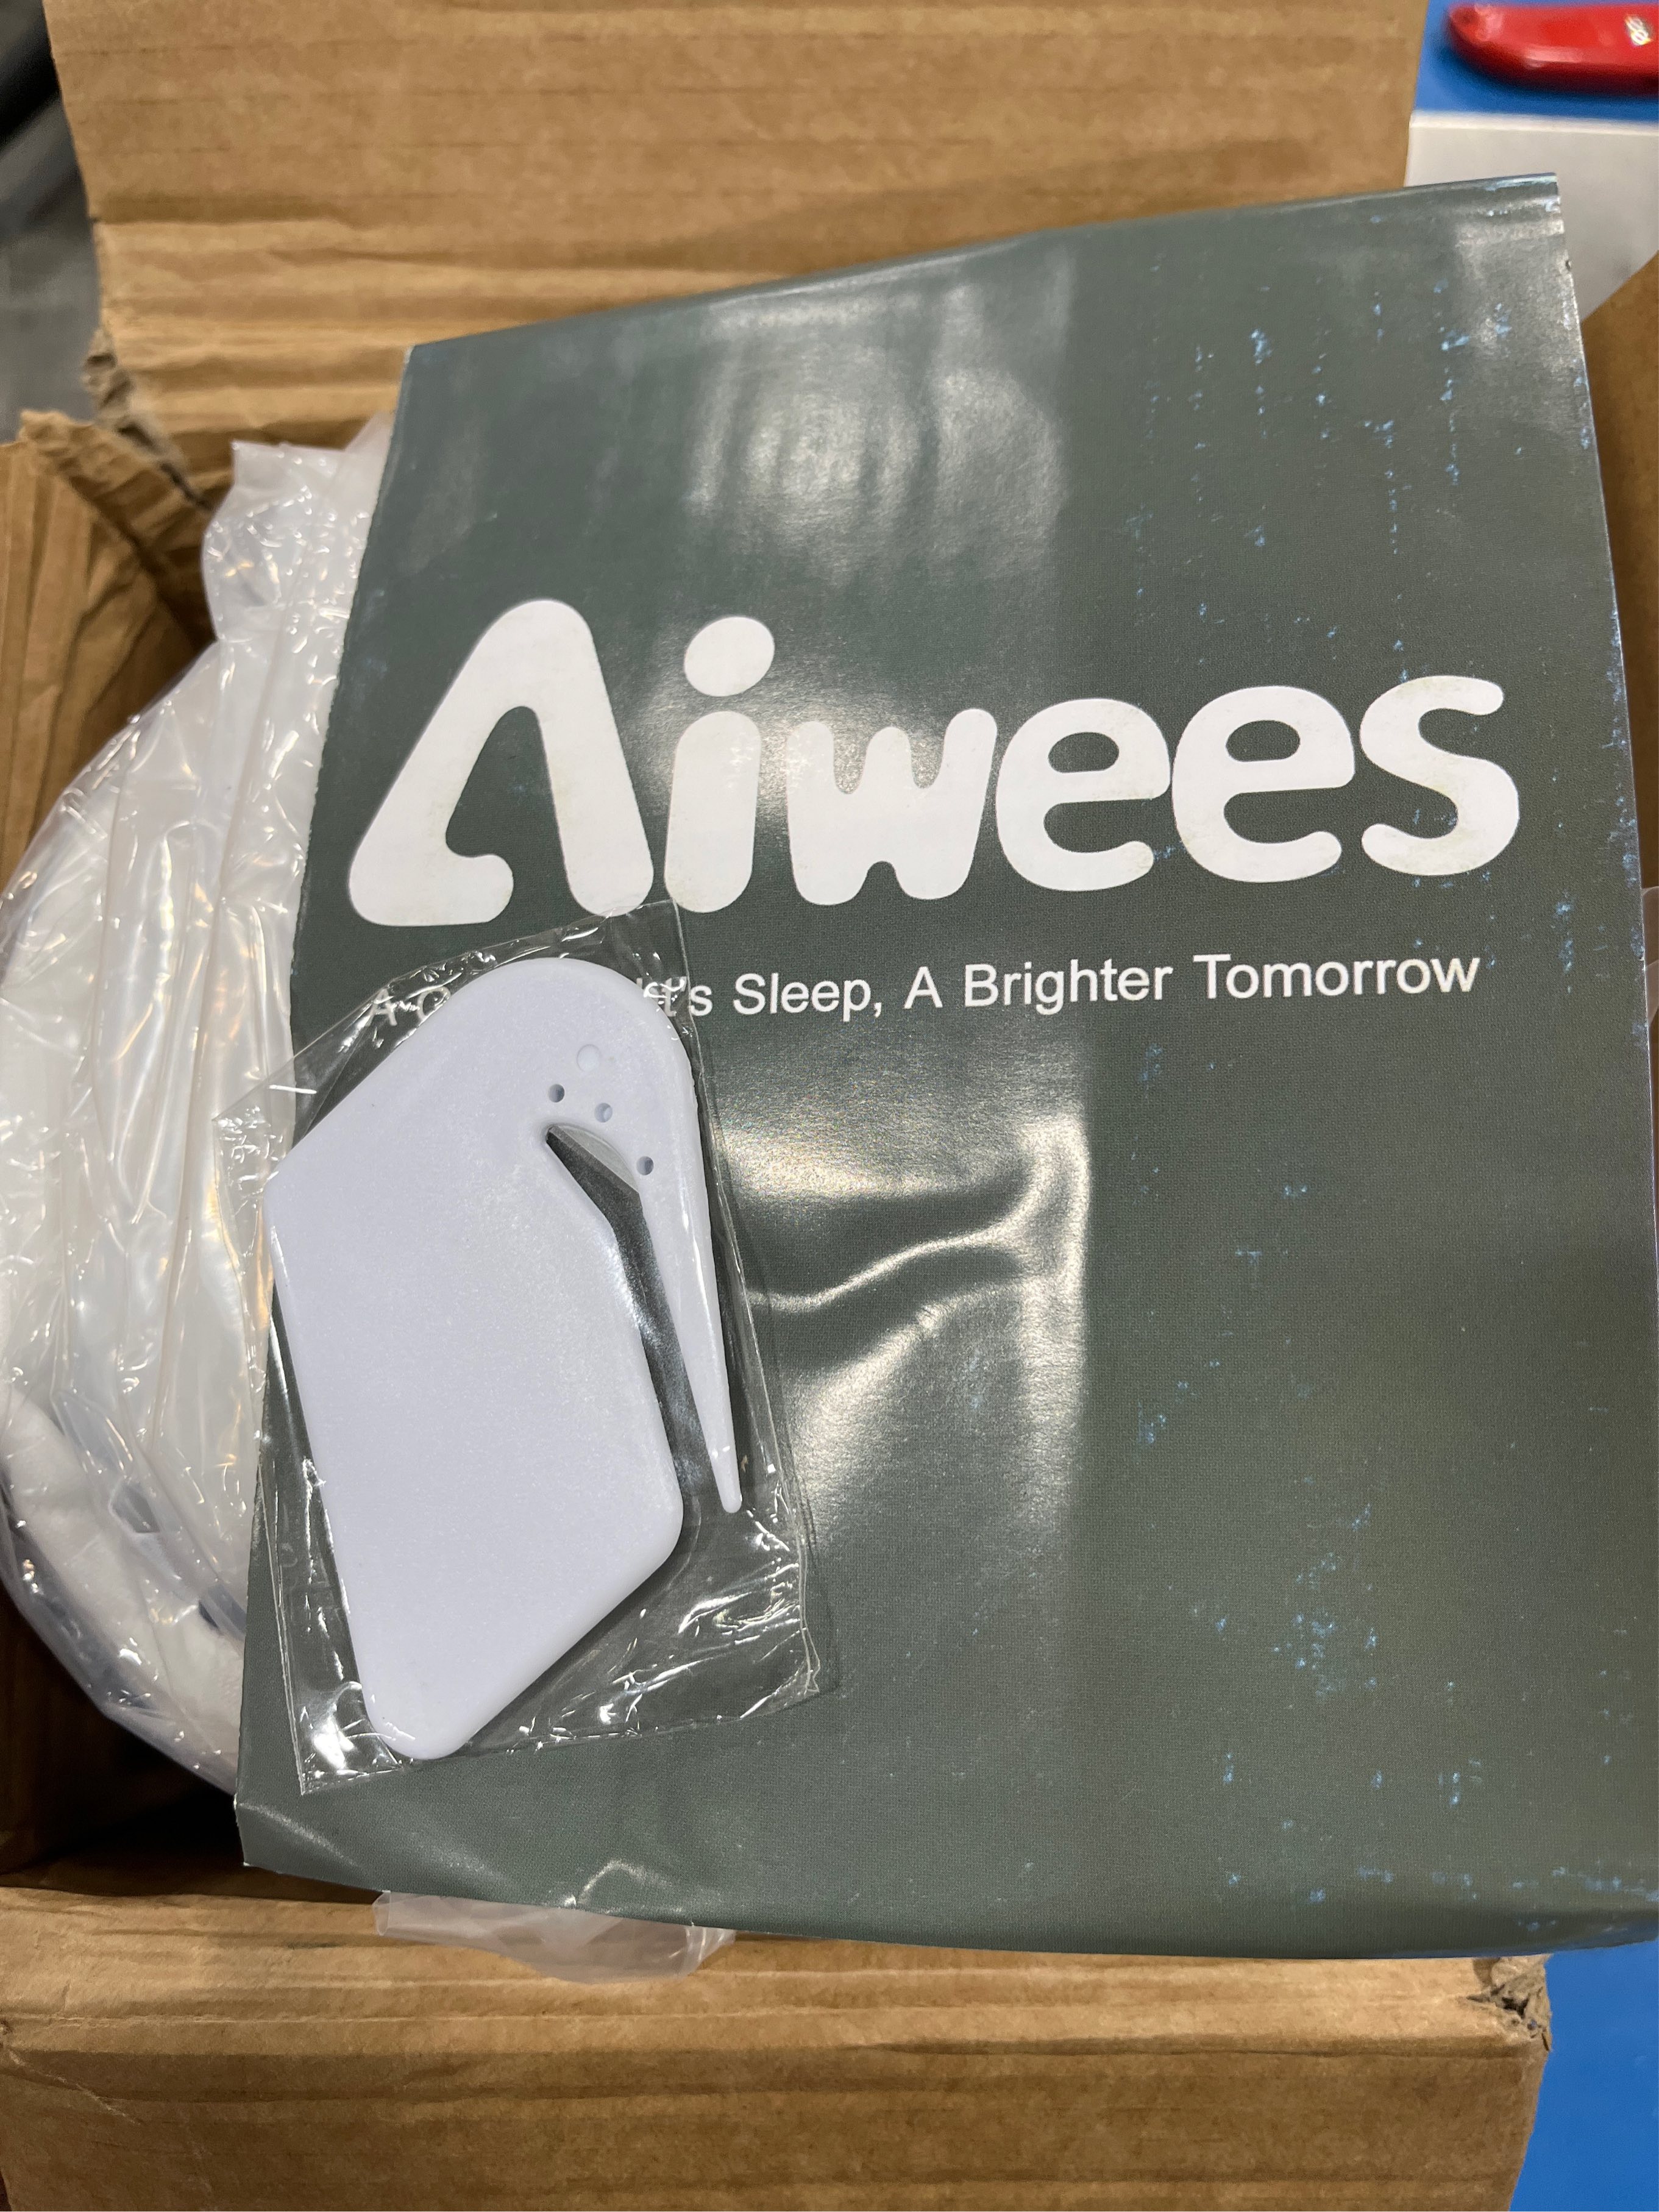 Aiwees
A's Sleep, A Brighter Tomorrow